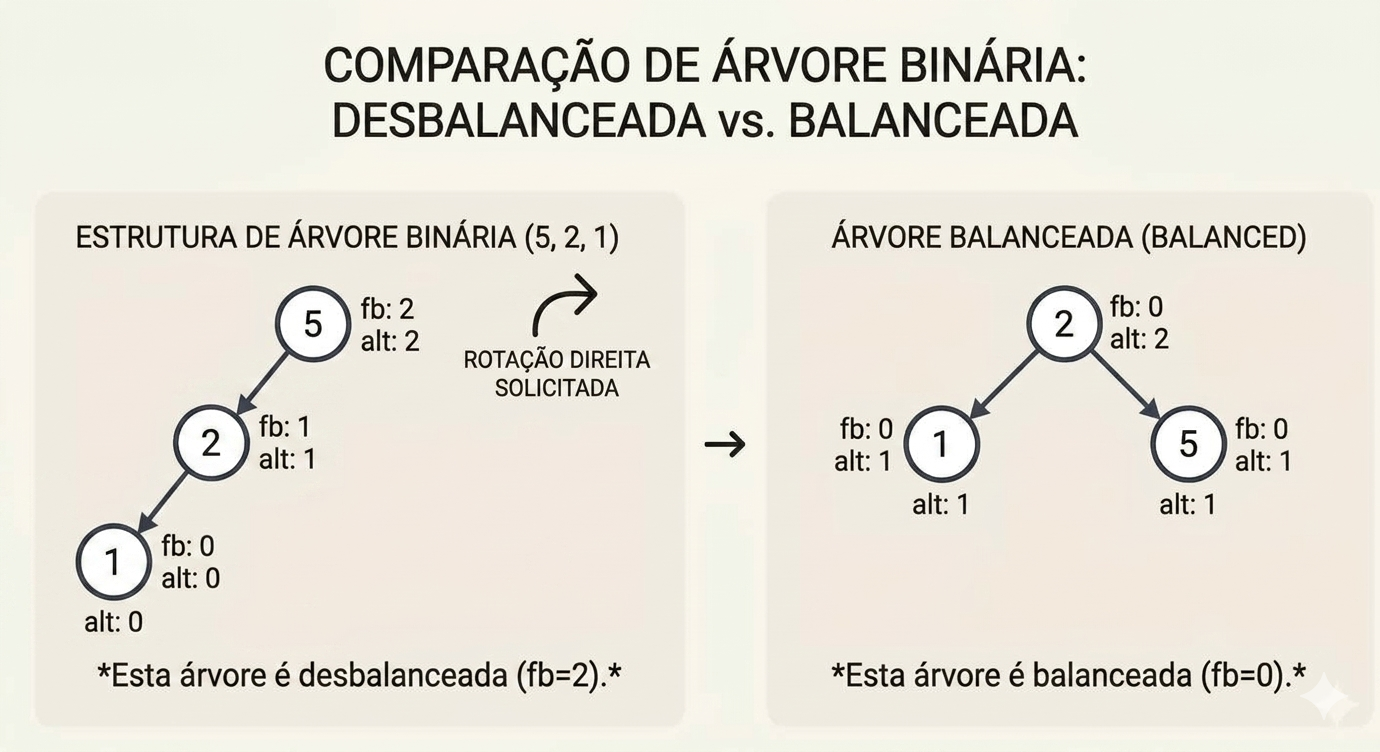 COMPARAÇÃO DE ÁRVORE BINÁRIA:
DESBALANCEADA vs. BALANCEADA
ESTRUTURA DE ÁRVORE BINÁRIA (5, 2, 1)
5
fb: 2
alt: 2
ROTAÇÃO DIREITA
SOLICITADA
2
fb: 1
alt: 1
1
fb: 0
alt: 0
alt: 0
*Esta árvore é desbalanceada (fb=2).*
ÁRVORE BALANCEADA (BALANCED)
2
fb: 0
alt: 2
fb: 0
alt: 1
1
alt: 1
5
fb: 0
alt: 1
alt: 1
*Esta árvore é balanceada (fb=0).*